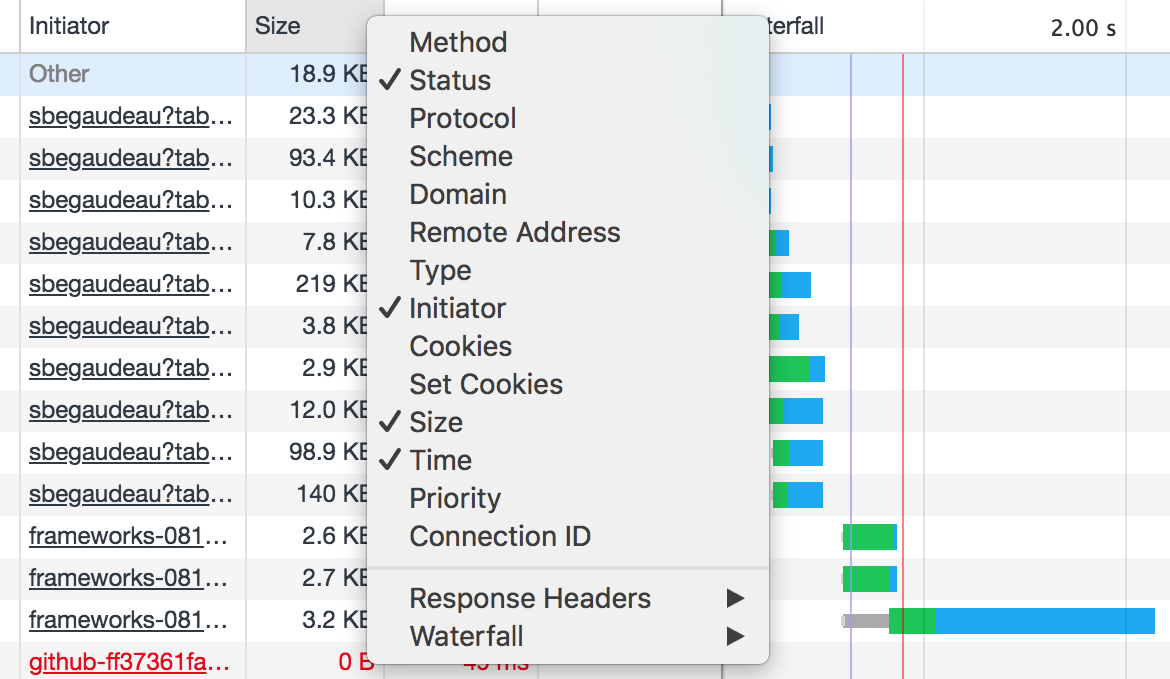 Initiator Size terfall 2.00 s
Other 18.9 KB
sbegaudeau?tab... 23.3 KB
sbegaudeau?tab... 93.4 KB
sbegaudeau?tab... 10.3 KB
sbegaudeau?tab... 7.8 KB
sbegaudeau?tab... 219 KB
sbegaudeau?tab... 3.8 KB
sbegaudeau?tab... 2.9 KB
sbegaudeau?tab... 12.0 KB
sbegaudeau?tab... 98.9 KB
sbegaudeau?tab... 140 KB
frameworks-081... 2.6 KB
frameworks-081... 2.7 KB
frameworks-081... 3.2 KB
github-ff37361fa... 0 B 45 ms
Method
✓ Status
Protocol
Scheme
Domain
Remote Address
Type
✓ Initiator
Cookies
Set Cookies
✓ Size
✓ Time
Priority
Connection ID
Response Headers ▶
Waterfall ▶